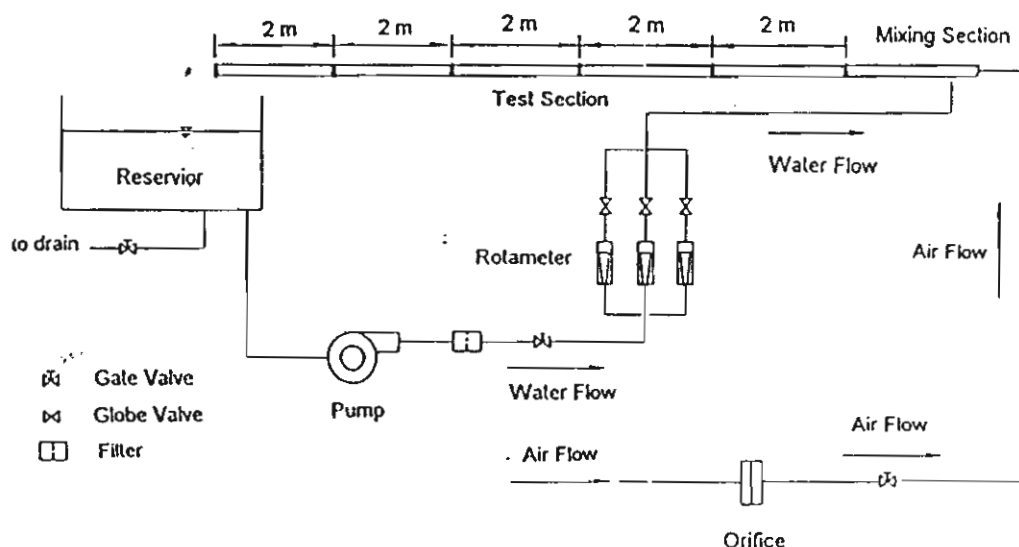 2 m 2 m 2 m 2 m 2 m
Mixing Section
Test Section
Water Flow
Reservior
to drain
Rotameter
Air Flow
Gate Valve
Globe Valve
Filter
Pump
Water Flow
Air Flow
Air Flow
Orifice